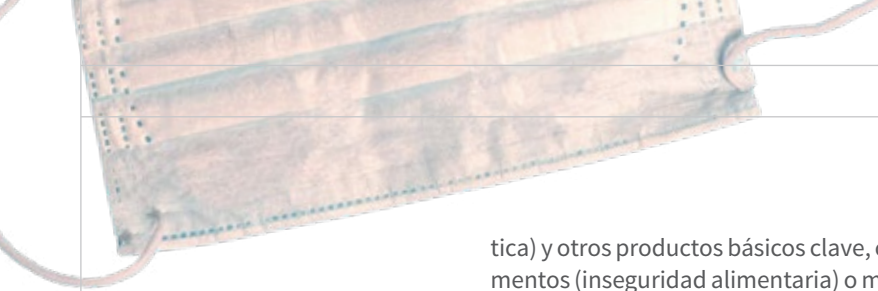 tica) y otros productos básicos clave,
mentos (inseguridad alimentaria) o